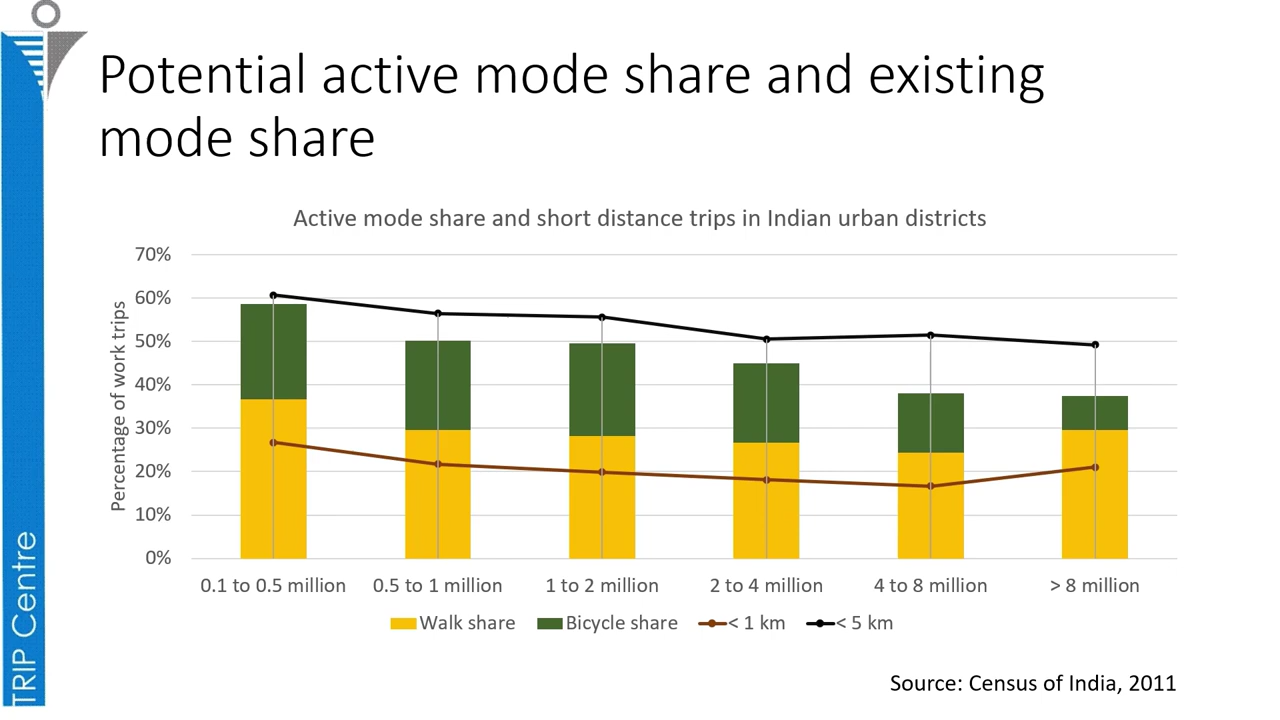 Potential active mode share and existing
mode share
Active mode share and short distance trips in Indian urban districts
70%
60%
50%
40%
30%
20%
10%
0%
Percentage of work trips
0.1 to 0.5 million 0.5 to 1 million 1 to 2 million 2 to 4 million 4 to 8 million > 8 million
Walk share Bicycle share < 1 km < 5 km
Source: Census of India, 2011
TRIP Centre